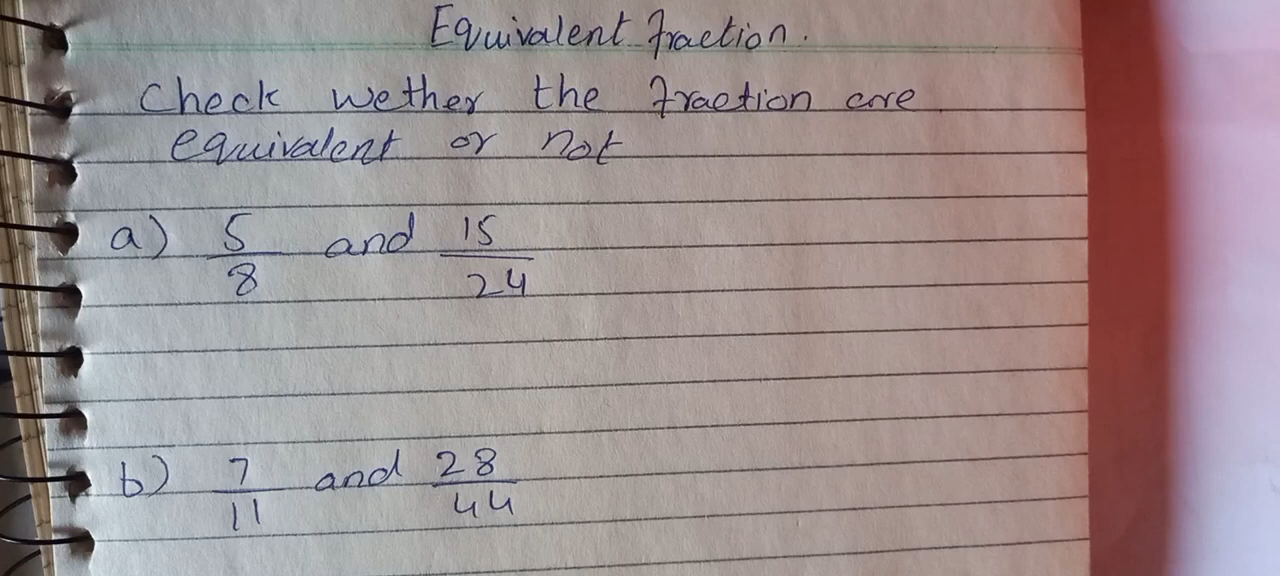 Equivalent fraction.
Check wether the fraction are
equivalent or not
a) 5/8 and 15/24
b) 7/11 and 28/44